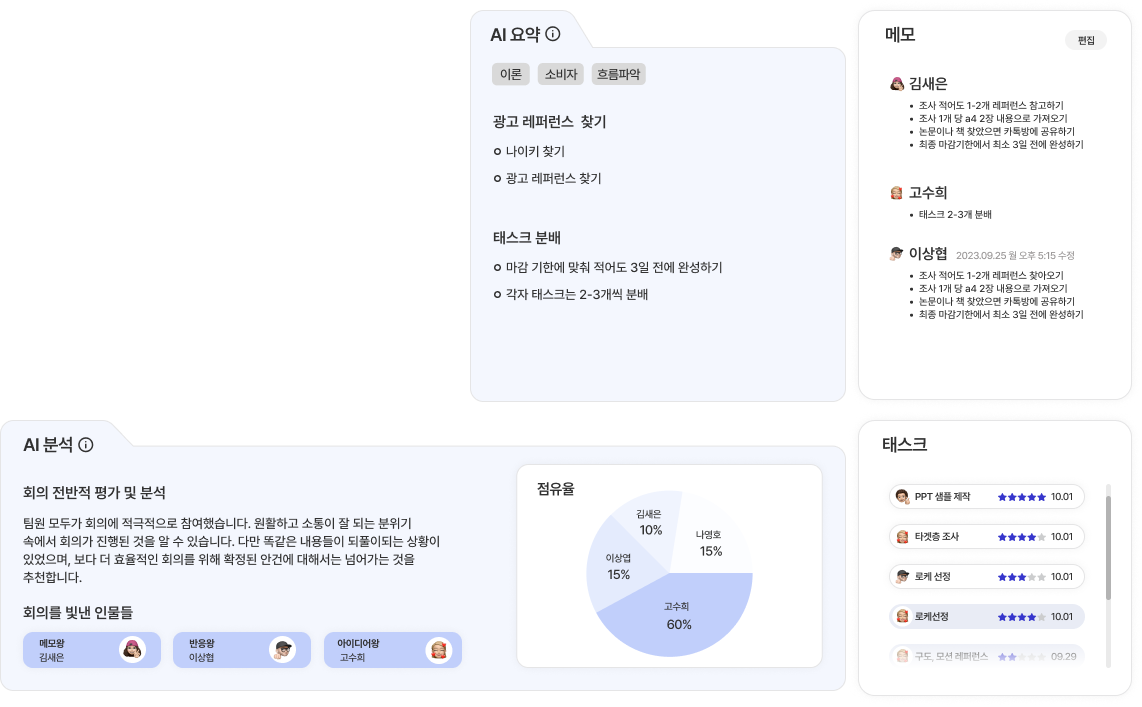 AI 요약
이론
소비자
흐름파악
광고 레퍼런스 찾기
나이키 찾기
광고 레퍼런스 찾기
태스크 분배
마감 기한에 맞춰 적어도 3일 전에 완성하기
각자 태스크는 2-3개씩 분배
메모
편집
김새은
• 조사 적어도 1-2개 레퍼런스 참고하기
• 조사 1개 당 a4 2장 내용으로 가져오기
• 논문이나 책 찾았으면 카톡방에 공유하기
• 최종 마감기한에서 최소 3일 전에 완성하기
고수희
• 태스크 2-3개 분배
이상협 2023.09.25 월 오후 5:15 수정
• 조사 적어도 1-2개 레퍼런스 찾아오기
• 조사 1개 당 a4 2장 내용으로 가져오기
• 논문이나 책 찾았으면 카톡방에 공유하기
• 최종 마감기한에서 최소 3일 전에 완성하기
AI 분석
회의 전반적 평가 및 분석
팀원 모두가 회의에 적극적으로 참여했습니다. 원활하고 소통이 잘 되는 분위기
속에서 회의가 진행된 것을 알 수 있습니다. 다만 똑같은 내용들이 되풀이되는 상황이
있었으며, 보다 더 효율적인 회의를 위해 확정된 안건에 대해서는 넘어가는 것을
추천합니다.
회의를 빛낸 인물들
메모왕
김새은
반응왕
이상협
아이디어왕
고수희
점유율
김새은
10%
나영호
15%
이상엽
15%
고수희
60%
태스크
PPT 샘플 제작 ★★★★★ 10.01
타겟층 조사 ★★★★★ 10.01
로케 선정 ★★★★★ 10.01
로케선정 ★★★★★ 10.01
구도, 모션 레퍼런스 ★★★★★ 09.29